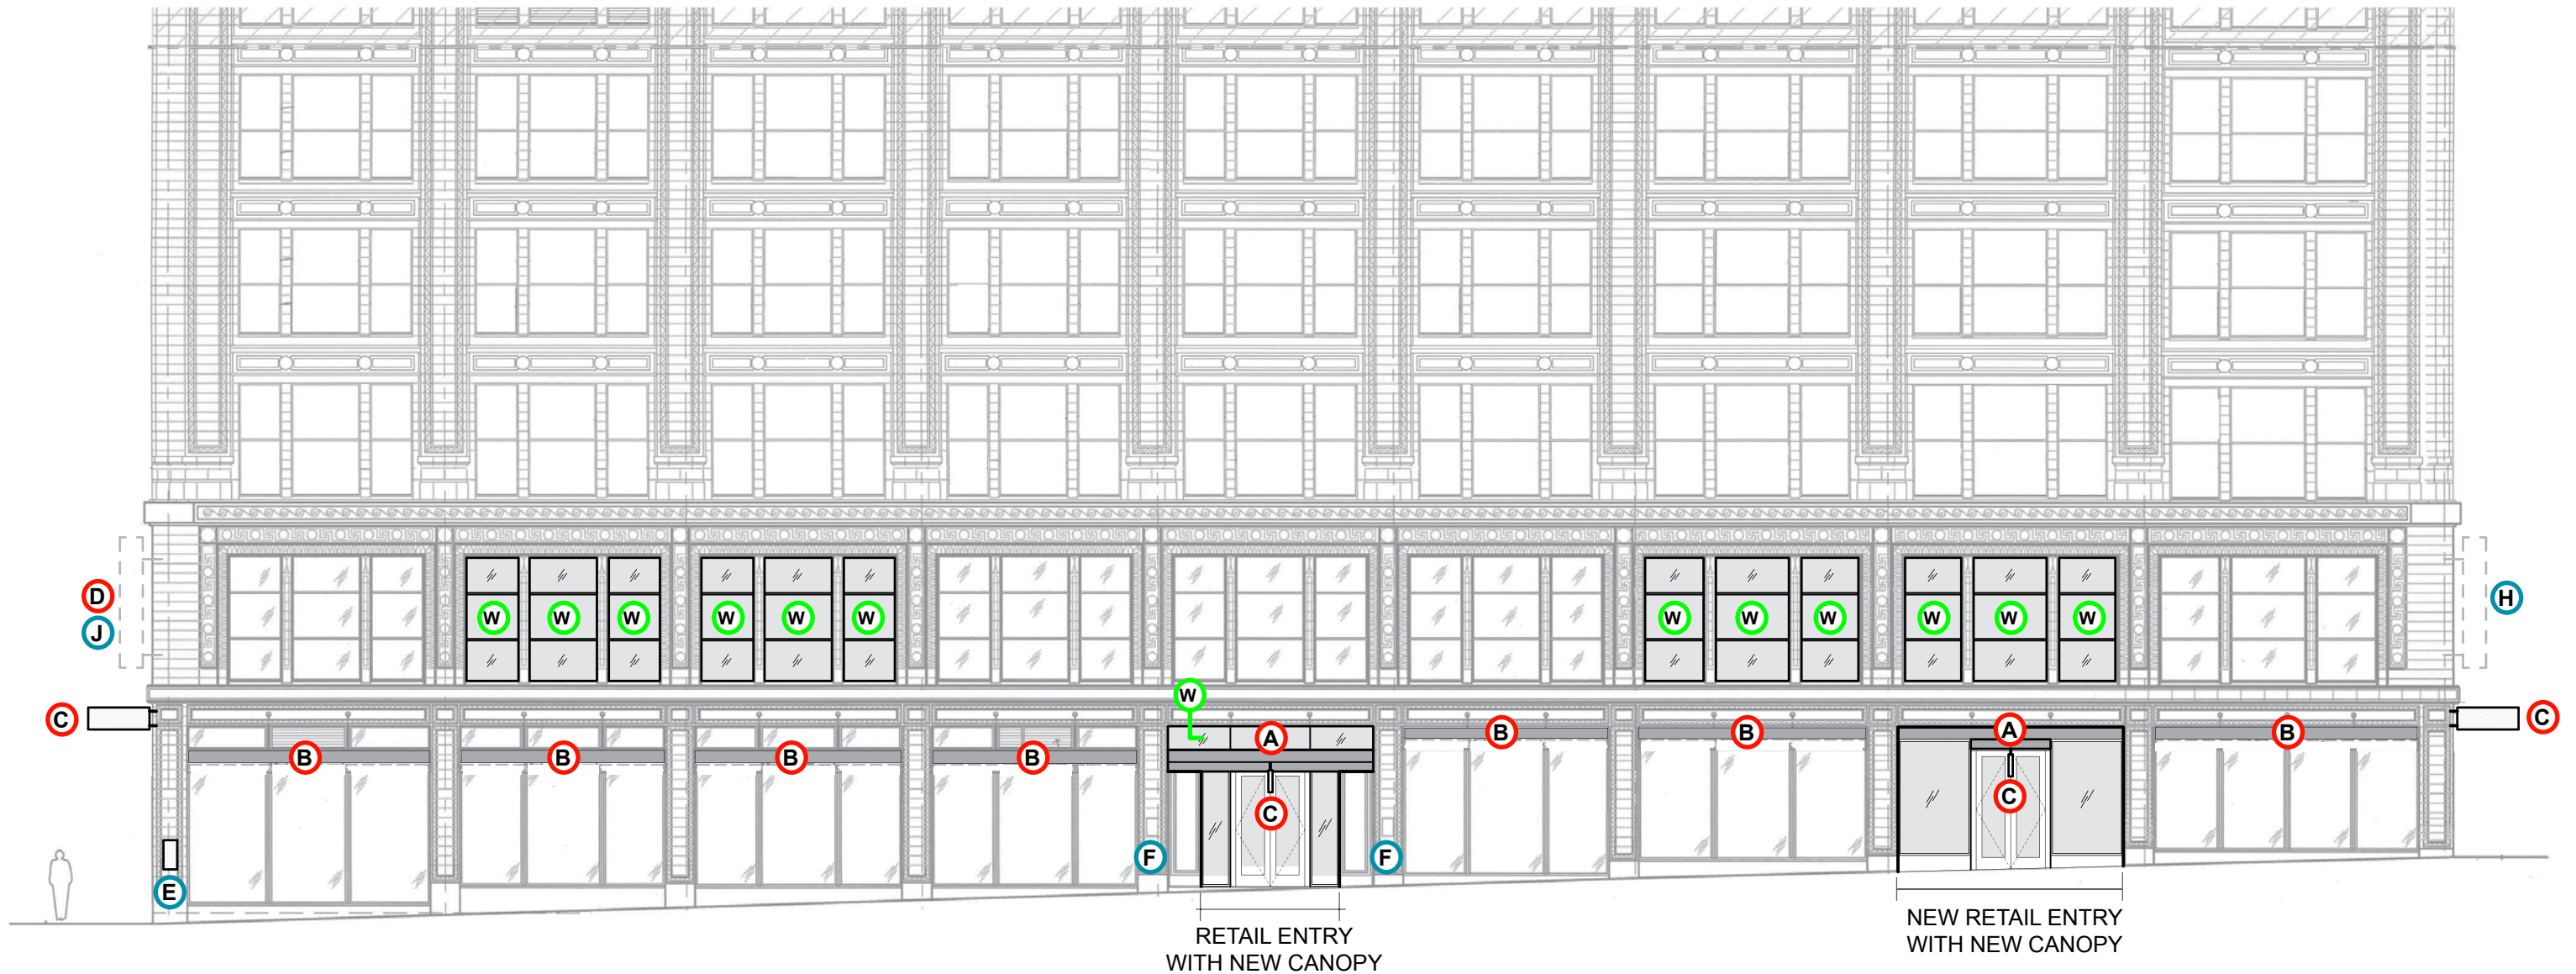 D
H
J
W W W W W W W W W W W W
W
C
C
B B B B A B B A B
C C
F F
E
RETAIL ENTRY
WITH NEW CANOPY
NEW RETAIL ENTRY
WITH NEW CANOPY